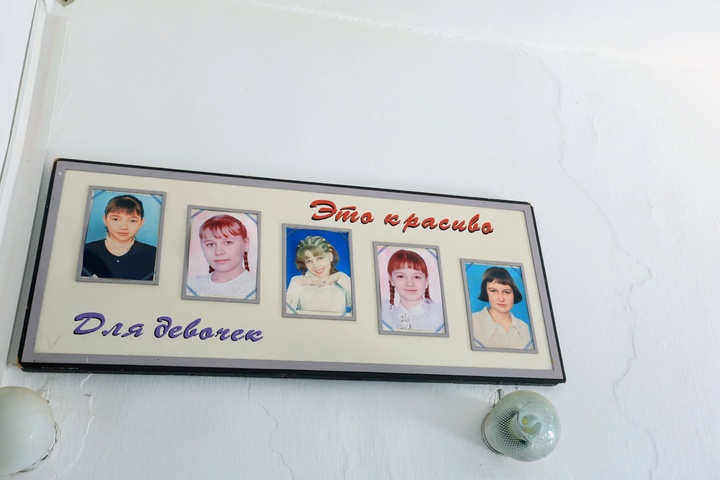 Это красиво
Для девочек